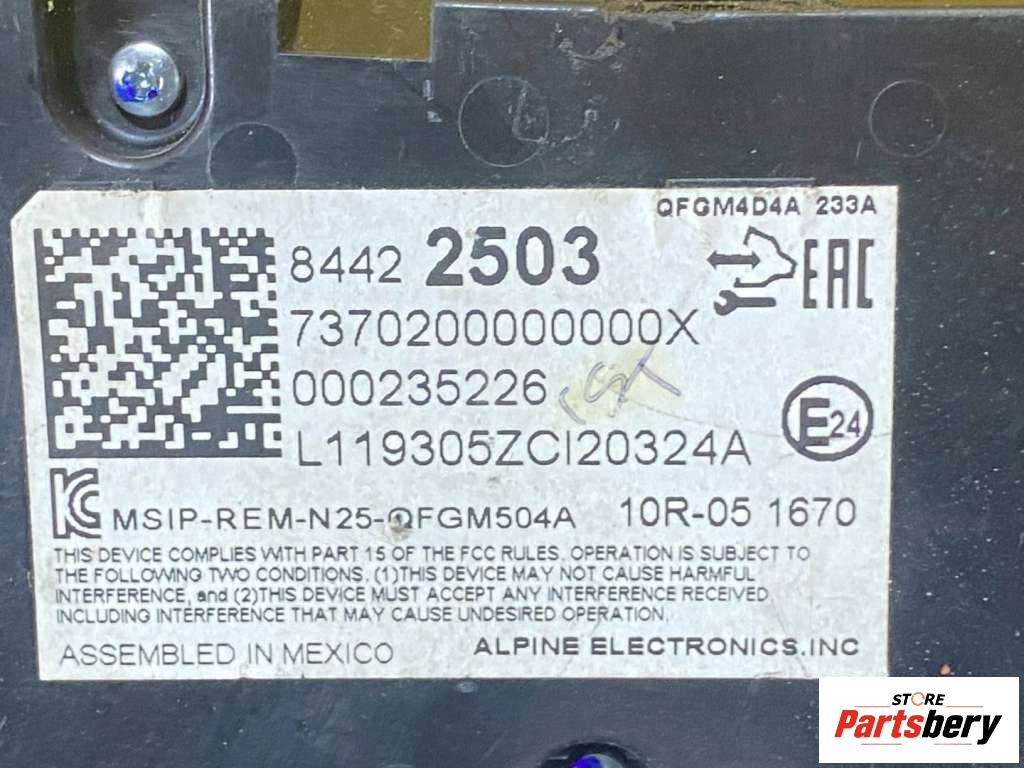 QFGM4D4A 233A
8442 2503
EAC
7370200000000X
000235226
E24
L119305ZCI20324A
KC MSIP-REM-N25-QFGM504A 10R-05 1670
THIS DEVICE COMPLIES WITH PART 15 OF THE FCC RULES. OPERATION IS SUBJECT TO
THE FOLLOWING TWO CONDITIONS. (1)THIS DEVICE MAY NOT CAUSE HARMFUL
INTERFERENCE, and (2)THIS DEVICE MUST ACCEPT ANY INTERFERENCE RECEIVED
INCLUDING INTERFERENCE THAT MAY CAUSE UNDESIRED OPERATION.
ASSEMBLED IN MEXICO ALPINE ELECTRONICS.INC
STORE
Partsbery